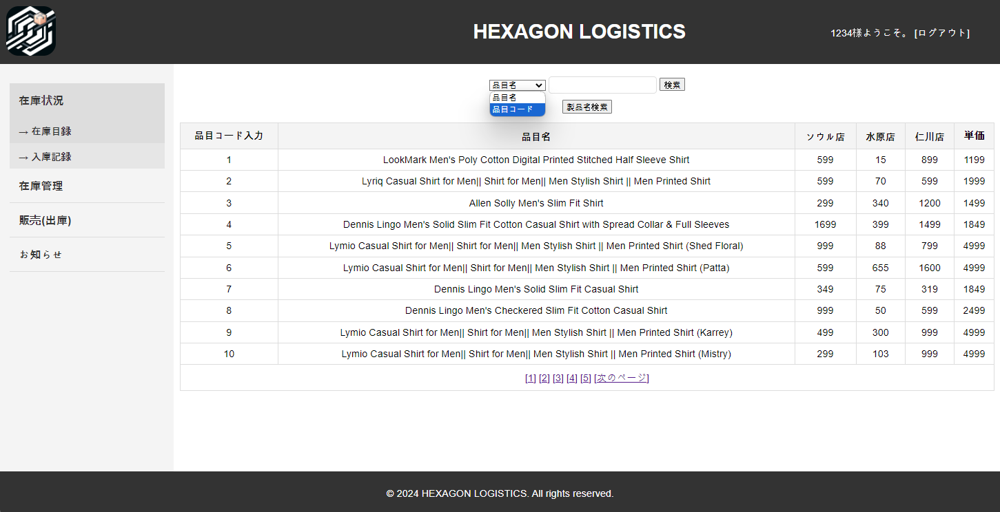 HEXAGON LOGISTICS
1234様ようこそ。 [ログアウト]
在庫状況
→ 在庫目録
→ 入庫記録
在庫管理
販売(出庫)
お知らせ
品目名 検索
品目名
品目コード
製品名検索
品目コード入力 品目名 ソウル店 水原店 仁川店 単価
1 LookMark Men's Poly Cotton Digital Printed Stitched Half Sleeve Shirt 599 15 899 1199
2 Lyriq Casual Shirt for Men|| Shirt for Men|| Men Stylish Shirt || Men Printed Shirt 599 70 599 1999
3 Allen Solly Men's Slim Fit Shirt 299 340 1200 1499
4 Dennis Lingo Men's Solid Slim Fit Cotton Casual Shirt with Spread Collar & Full Sleeves 1699 399 1499 1849
5 Lymio Casual Shirt for Men|| Shirt for Men|| Men Stylish Shirt || Men Printed Shirt (Shed Floral) 999 88 799 4999
6 Lymio Casual Shirt for Men|| Shirt for Men|| Men Stylish Shirt || Men Printed Shirt (Patta) 599 655 1600 4999
7 Dennis Lingo Men's Solid Slim Fit Casual Shirt 349 75 319 1849
8 Dennis Lingo Men's Checkered Slim Fit Cotton Casual Shirt 999 50 599 2499
9 Lymio Casual Shirt for Men|| Shirt for Men|| Men Stylish Shirt || Men Printed Shirt (Karrey) 499 300 999 4999
10 Lymio Casual Shirt for Men|| Shirt for Men|| Men Stylish Shirt || Men Printed Shirt (Mistry) 299 103 999 4999
[1] [2] [3] [4] [5] [次のページ]
© 2024 HEXAGON LOGISTICS. All rights reserved.